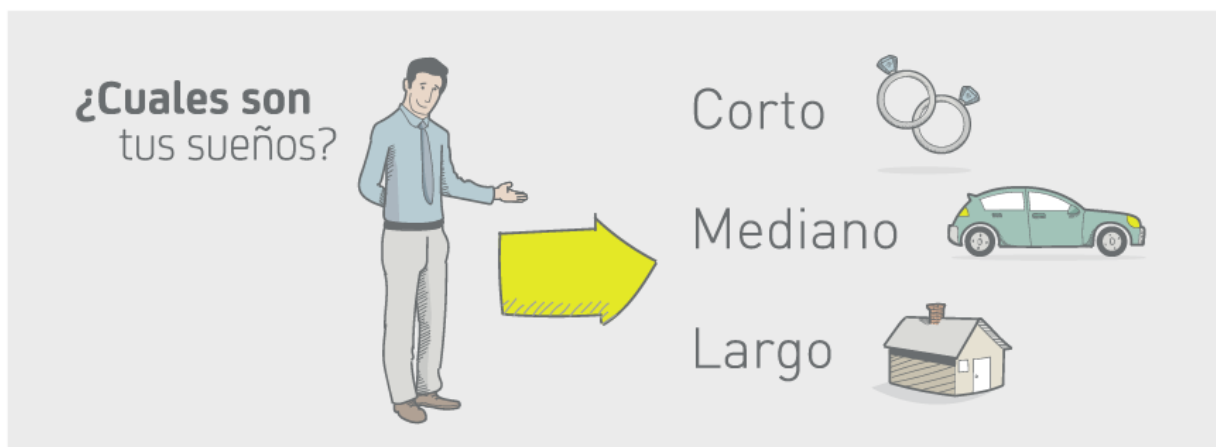 ¿Cuales son
tus sueños?
Corto
Mediano
Largo